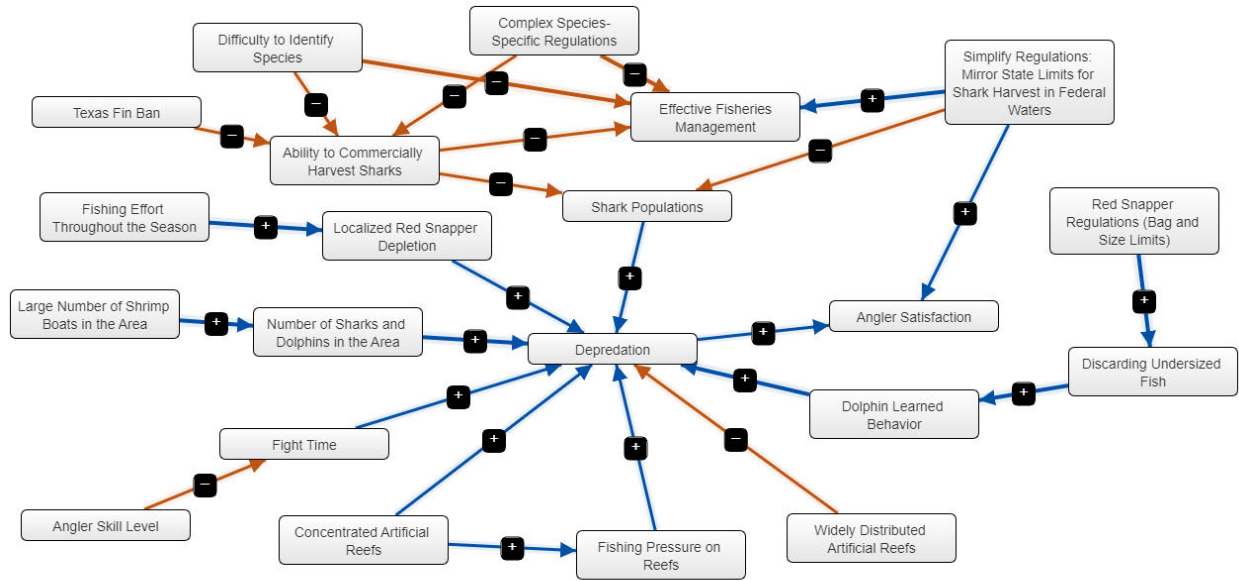 Difficulty to Identify
Species
Complex Species-
Specific Regulations
Simplify Regulations:
Mirror State Limits for
Shark Harvest in Federal
Waters
Texas Fin Ban
Effective Fisheries
Management
Ability to Commercially
Harvest Sharks
Shark Populations
Fishing Effort
Throughout the Season
Localized Red Snapper
Depletion
Red Snapper
Regulations (Bag and
Size Limits)
Large Number of Shrimp
Boats in the Area
Number of Sharks and
Dolphins in the Area
Angler Satisfaction
Depredation
Discarding Undersized
Fish
Dolphin Learned
Behavior
Fight Time
Angler Skill Level
Concentrated Artificial
Reefs
Fishing Pressure on
Reefs
Widely Distributed
Artificial Reefs